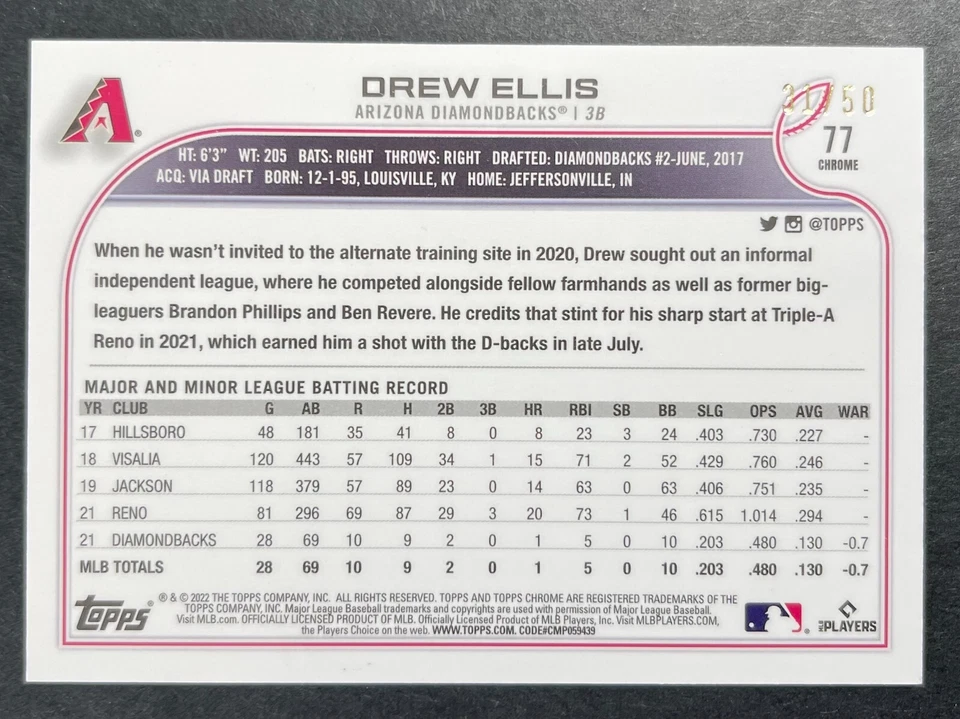 DREW ELLIS
ARIZONA DIAMONDBACKS® | 3B
31/50
77
CHROME
HT: 6'3" WT: 205 BATS: RIGHT THROWS: RIGHT DRAFTED: DIAMONDBACKS #2-JUNE, 2017
ACQ: VIA DRAFT BORN: 12-1-95, LOUISVILLE, KY HOME: JEFFERSONVILLE, IN
@TOPPS
When he wasn't invited to the alternate training site in 2020, Drew sought out an informal
independent league, where he competed alongside fellow farmhands as well as former big-
leaguers Brandon Phillips and Ben Revere. He credits that stint for his sharp start at Triple-A
Reno in 2021, which earned him a shot with the D-backs in late July.
MAJOR AND MINOR LEAGUE BATTING RECORD
YR CLUB G AB R H 2B 3B HR RBI SB BB SLG OPS AVG WAR
17 HILLSBORO 48 181 35 41 8 0 8 23 3 24 .403 .730 .227 -
18 VISALIA 120 443 57 109 34 1 15 71 2 52 .429 .760 .246 -
19 JACKSON 118 379 57 89 23 0 14 63 0 63 .406 .751 .235 -
21 RENO 81 296 69 87 29 3 20 73 1 46 .615 1.014 .294 -
21 DIAMONDBACKS 28 69 10 9 2 0 1 5 0 10 .203 .480 .130 -0.7
MLB TOTALS 28 69 10 9 2 0 1 5 0 10 .203 .480 .130 -0.7
Topps®
® & © 2022 THE TOPPS COMPANY, INC. ALL RIGHTS RESERVED. TOPPS AND TOPPS CHROME ARE REGISTERED TRADEMARKS OF THE
TOPPS COMPANY, INC. Major League Baseball trademarks and copyrights are used with permission of Major League Baseball.
Visit MLB.com. OFFICIALLY LICENSED PRODUCT OF MLB. Officially Licensed Product of MLB Players, Inc. Visit MLBPLAYERS.COM,
the Players Choice on the web. WWW.TOPPS.COM. CODE#CMP059439
MLB PLAYERS